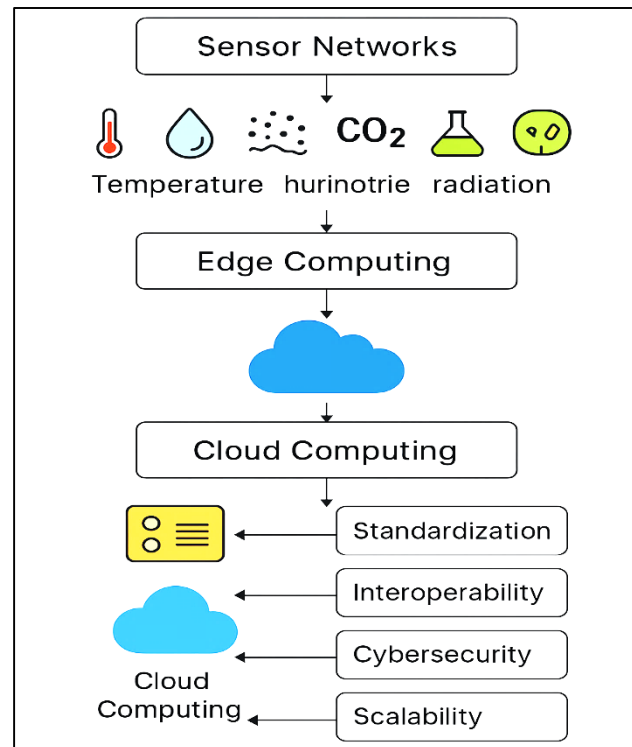 Sensor Networks
CO₂
Temperature hurinotrie radiation
Edge Computing
Cloud Computing
Standardization
Interoperability
Cybersecurity
Cloud
Computing
Scalability